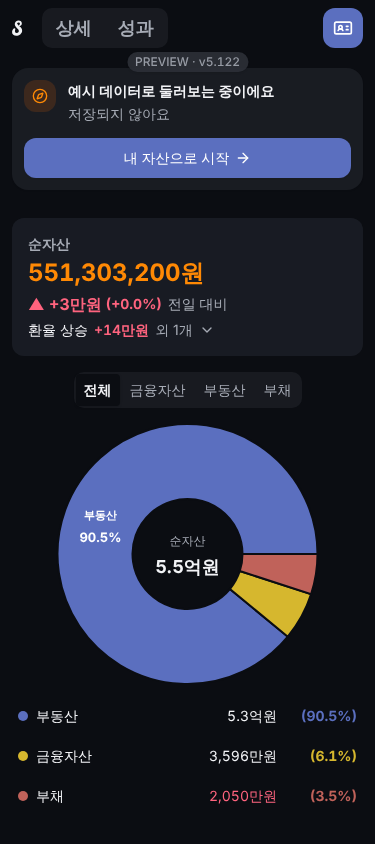 상세 성과
PREVIEW · v5.122
예시 데이터로 둘러보는 중이에요
저장되지 않아요
내 자산으로 시작 →
순자산
551,303,200원
▲ +3만원 (+0.0%) 전일 대비
환율 상승 +14만원 외 1개
전체 금융자산 부동산 부채
부동산
90.5%
순자산
5.5억원
부동산 5.3억원 (90.5%)
금융자산 3,596만원 (6.1%)
부채 2,050만원 (3.5%)